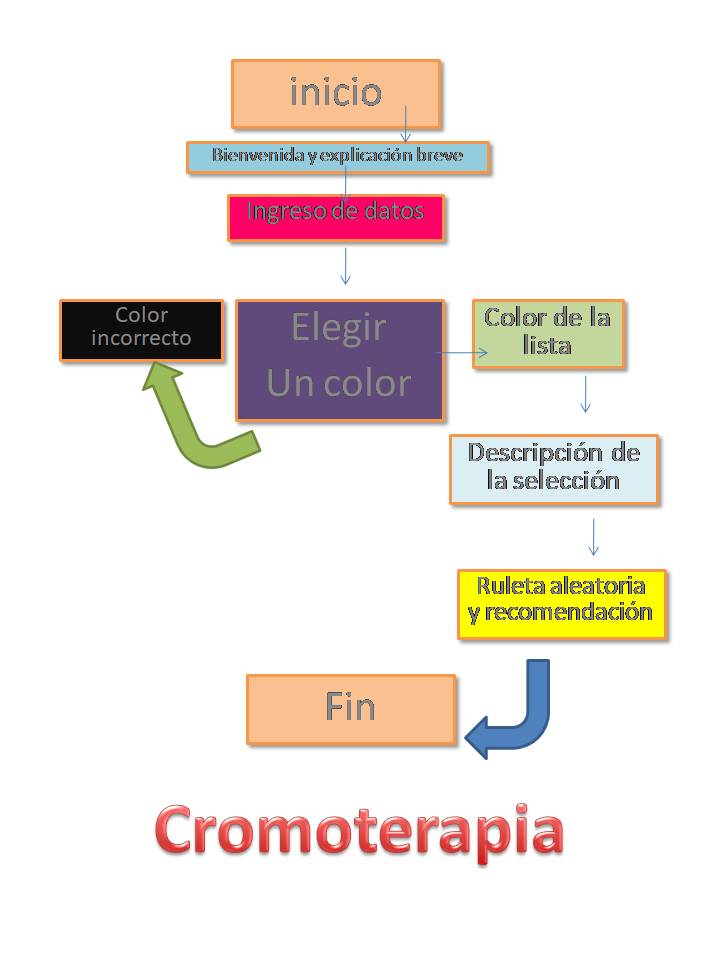 inicio
Bienvenida y explicación breve
Ingreso de datos
Color
incorrecto
Elegir
Un color
Color de la
lista
Descripción de
la selección
Ruleta aleatoria
y recomendación
Fin
Cromoterapia